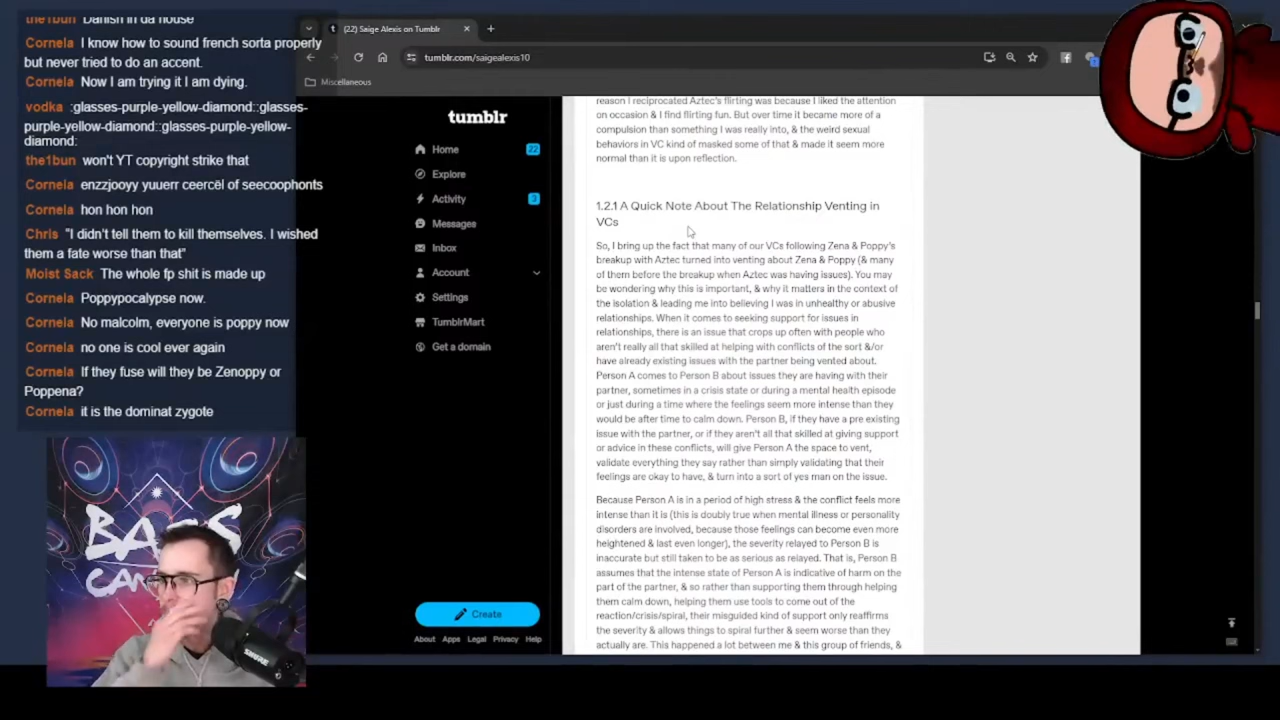 the1bun Danish in da house
Cornela I know how to sound french sorta properly
but never tried to do an accent.
Cornela Now I am trying it I am dying.
vodka :glasses-purple-yellow-diamond::glasses-
purple-yellow-diamond::glasses-purple-yellow-
diamond:
the1bun won't YT copyright strike that
Cornela enzzjooyy yuuerr ceercël of seecoophonts
Cornela hon hon hon
Chris "I didn't tell them to kill themselves. I wished
them a fate worse than that"
Moist Sack The whole fp shit is made up
Cornela Poppypocalypse now.
Cornela No malcolm, everyone is poppy now
Cornela no one is cool ever again
Cornela If they fuse will they be Zenoppy or
Poppena?
Cornela it is the dominat zygote
BASS
CAN
SHURE
(22) Saige Alexis on Tumblr
tumblr.com/saigealexis10
Miscellaneous
tumblr
Home 22
Explore
Activity 3
Messages
Inbox
Account
Settings
TumblrMart
Get a domain
Create
About Apps Legal Privacy Help
reason I reciprocated Aztec's flirting was because I liked the attention
on occasion & I find flirting fun. But over time it became more of a
compulsion than something I was really into, & the weird sexual
behaviors in VC kind of masked some of that & made it seem more
normal than it is upon reflection.
1.2.1 A Quick Note About The Relationship Venting in
VCs
So, I bring up the fact that many of our VCs following Zena & Poppy's
breakup with Aztec turned into venting about Zena & Poppy (& many
of them before the breakup when Aztec was having issues). You may
be wondering why this is important, & why it matters in the context of
the isolation & leading me into believing I was in unhealthy or abusive
relationships. When it comes to seeking support for issues in
relationships, there is an issue that crops up often with people who
aren't really all that skilled at helping with conflicts of the sort &/or
have already existing issues with the partner being vented about.
Person A comes to Person B about issues they are having with their
partner, sometimes in a crisis state or during a mental health episode
or just during a time where the feelings seem more intense than they
would be after time to calm down. Person B, if they have a pre existing
issue with the partner, or if they aren't all that skilled at giving support
or advice in these conflicts, will give Person A the space to vent,
validate everything they say rather than simply validating that their
feelings are okay to have, & turn into a sort of yes man on the issue.
Because Person A is in a period of high stress & the conflict feels more
intense than it is (this is doubly true when mental illness or personality
disorders are involved, because those feelings can become even more
heightened & last even longer), the severity relayed to Person B is
inaccurate but still taken to be as serious as relayed. That is, Person B
assumes that the intense state of Person A is indicative of harm on the
part of the partner, & so rather than supporting them through helping
them calm down, helping them use tools to come out of the
reaction/crisis/spiral, their misguided kind of support only reaffirms
the severity & allows things to spiral further & seem worse than they
actually are. This happened a lot between me & this group of friends, &